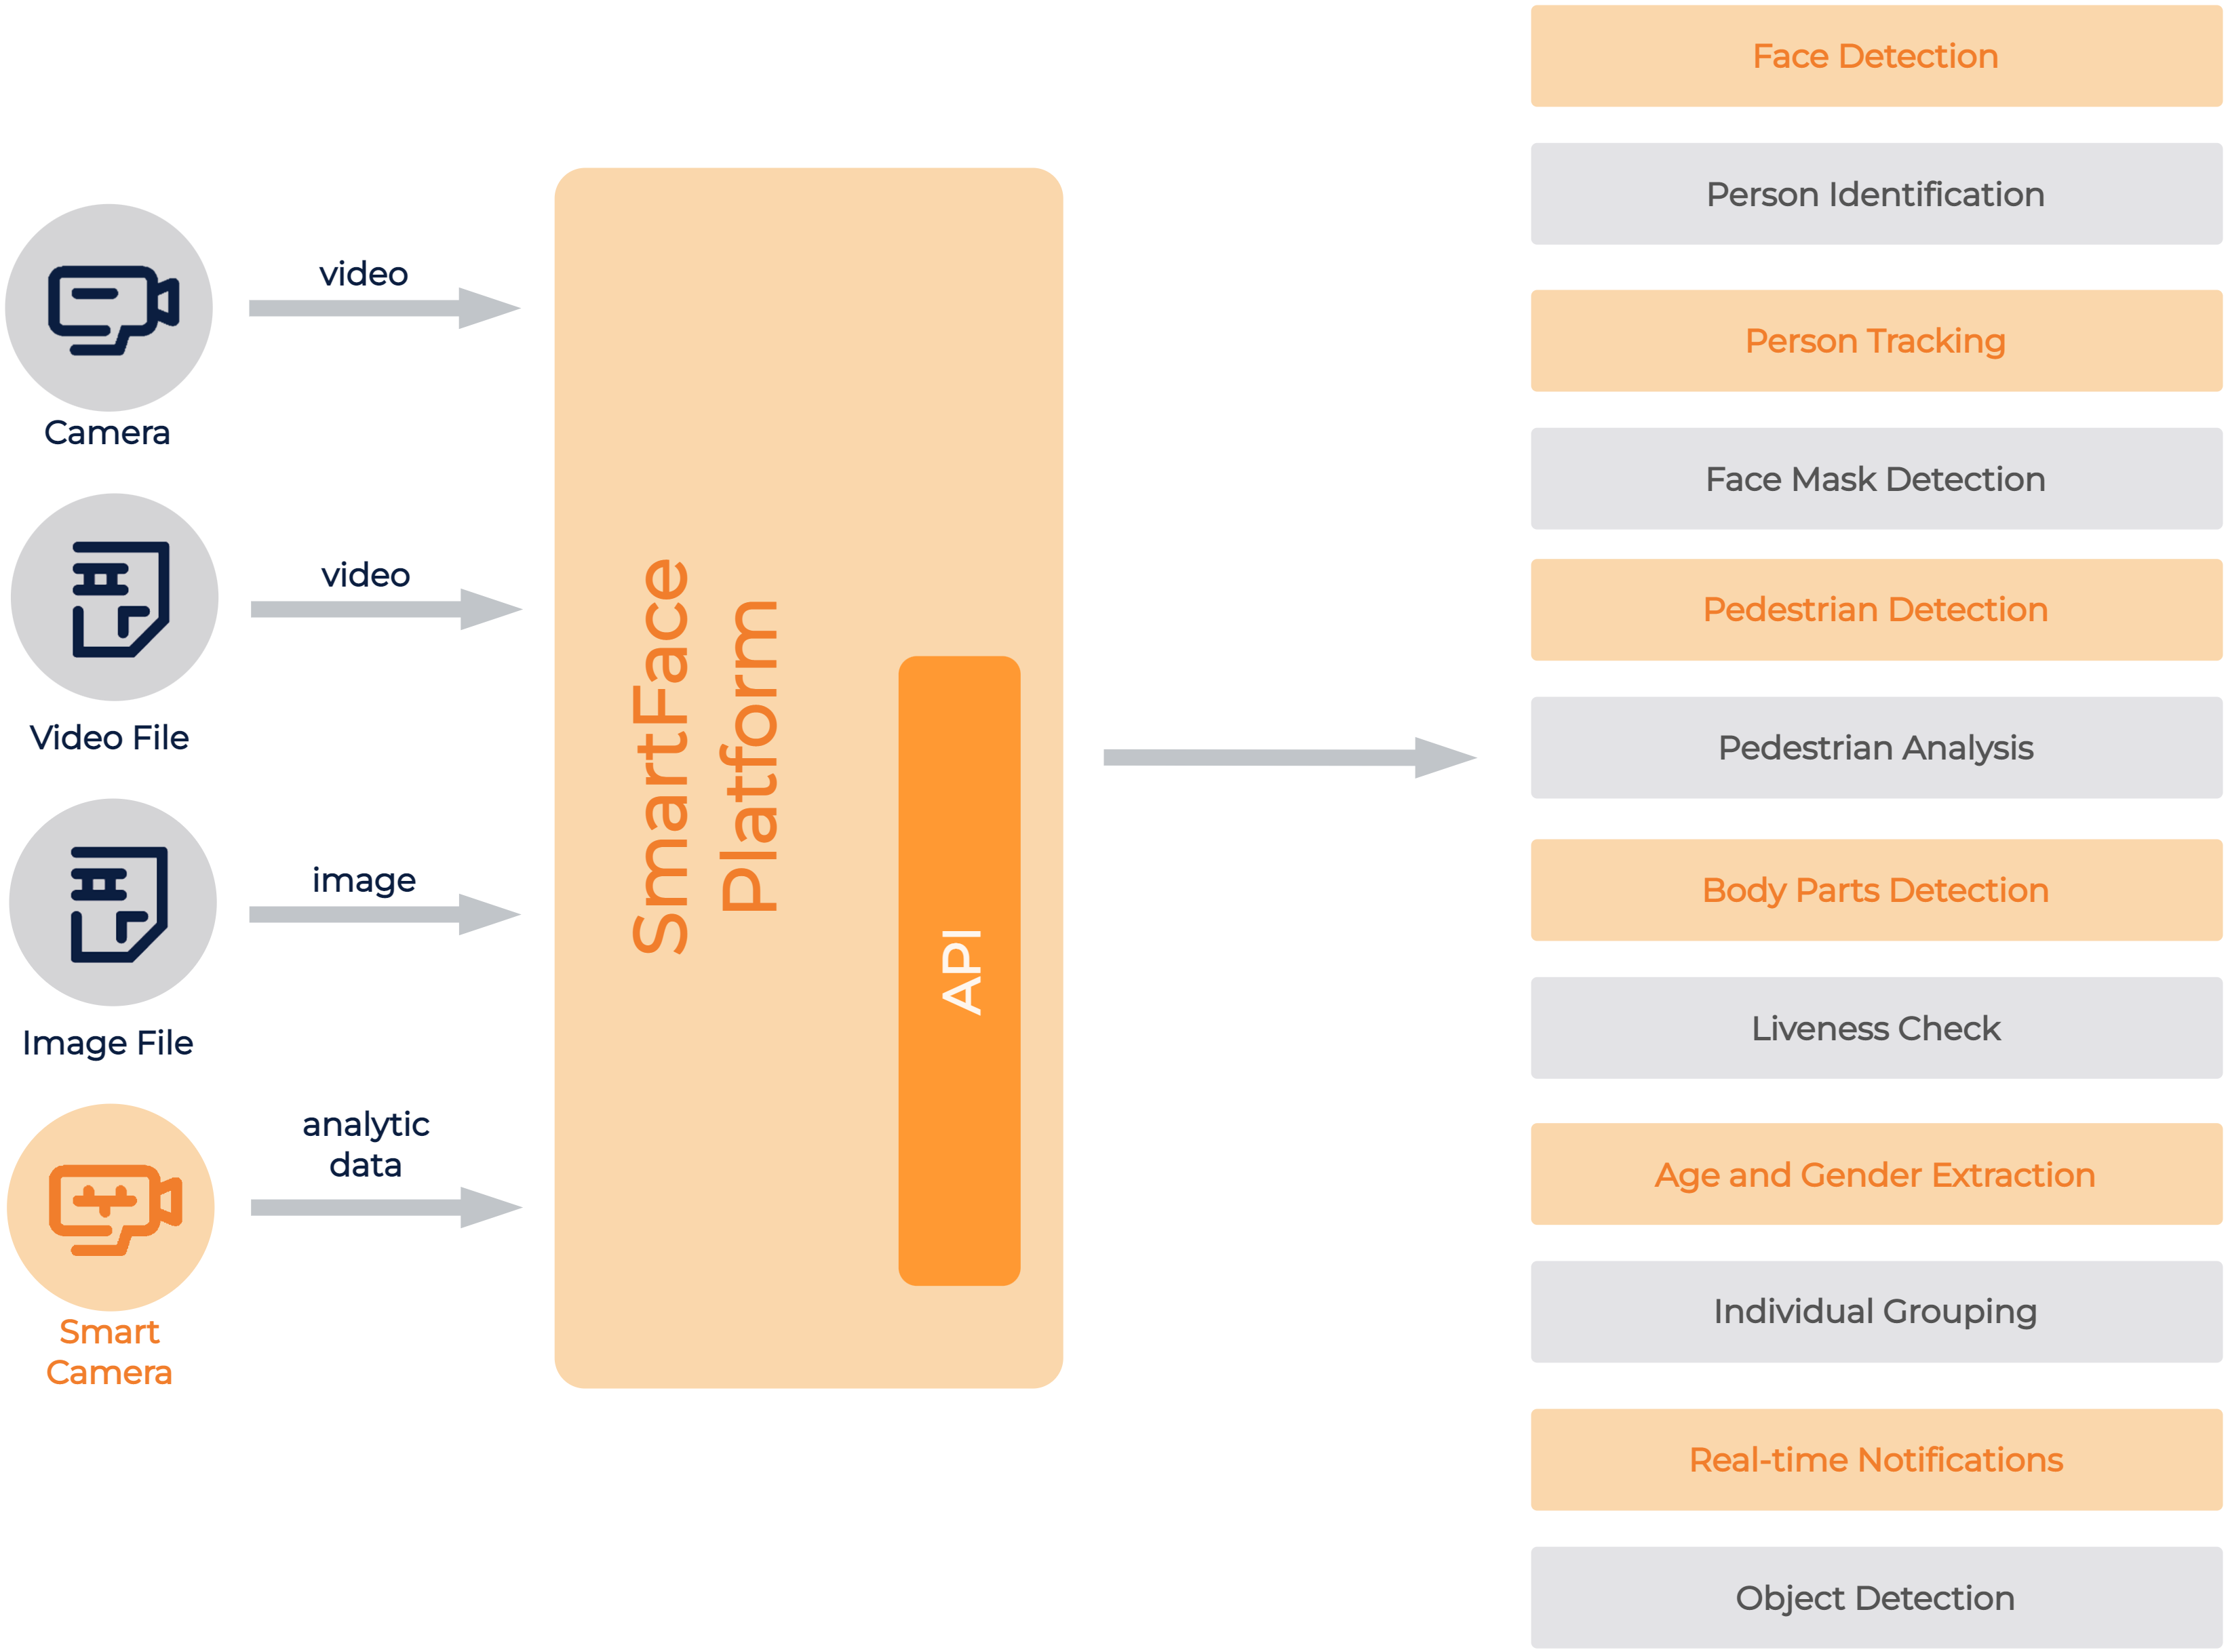 Camera
video
Video File
video
Image File
image
Smart
Camera
analytic
data
SmartFace
Platform
API
Face Detection
Person Identification
Person Tracking
Face Mask Detection
Pedestrian Detection
Pedestrian Analysis
Body Parts Detection
Liveness Check
Age and Gender Extraction
Individual Grouping
Real-time Notifications
Object Detection